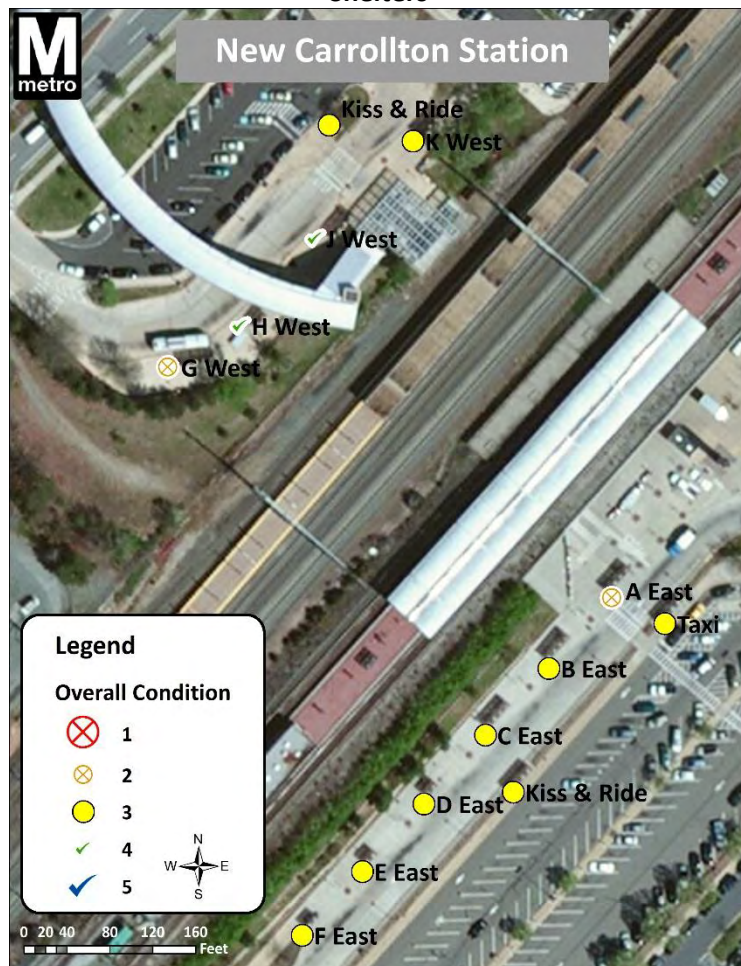 Shelters
M
metro
New Carrollton Station
Kiss & Ride
K West
J West
H West
G West
A East
Taxi
B East
C East
Kiss & Ride
D East
E East
F East
Legend
Overall Condition
1
2
3
4
5
N
W E
S
0 20 40 80 120 160
Feet